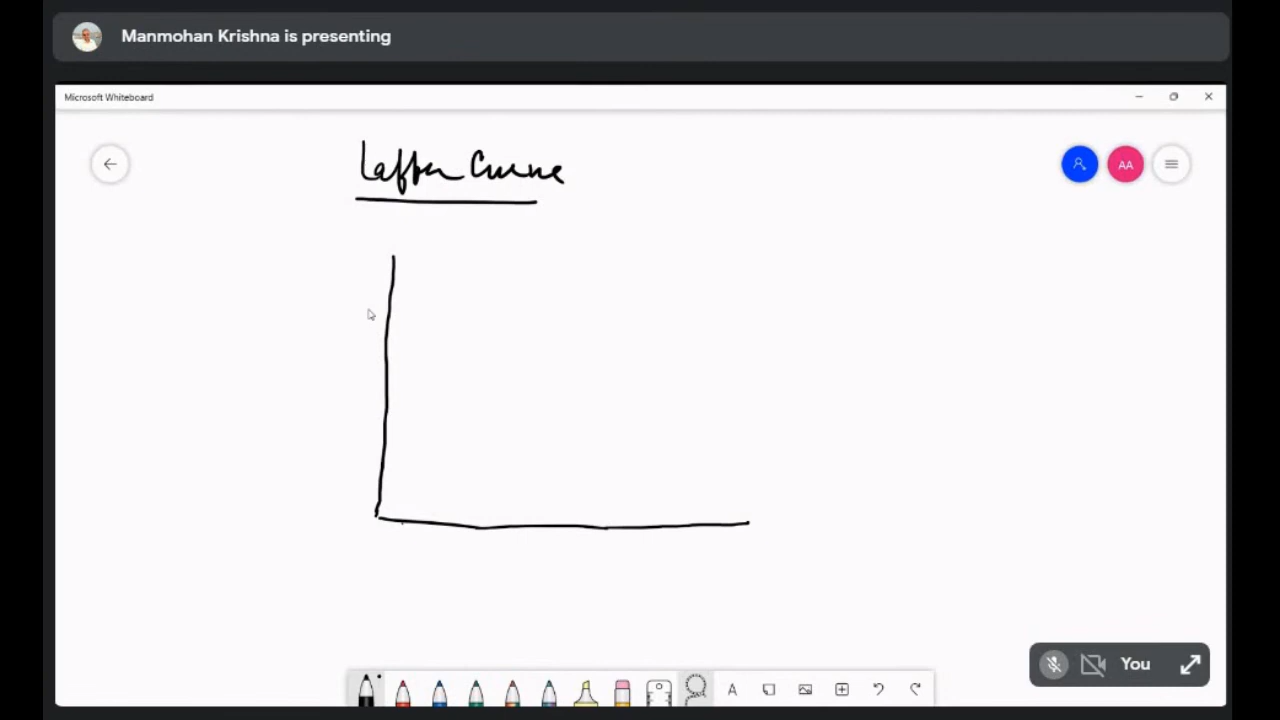 Manmohan Krishna is presenting
Microsoft Whiteboard
Laffer Curve
AA
You
A